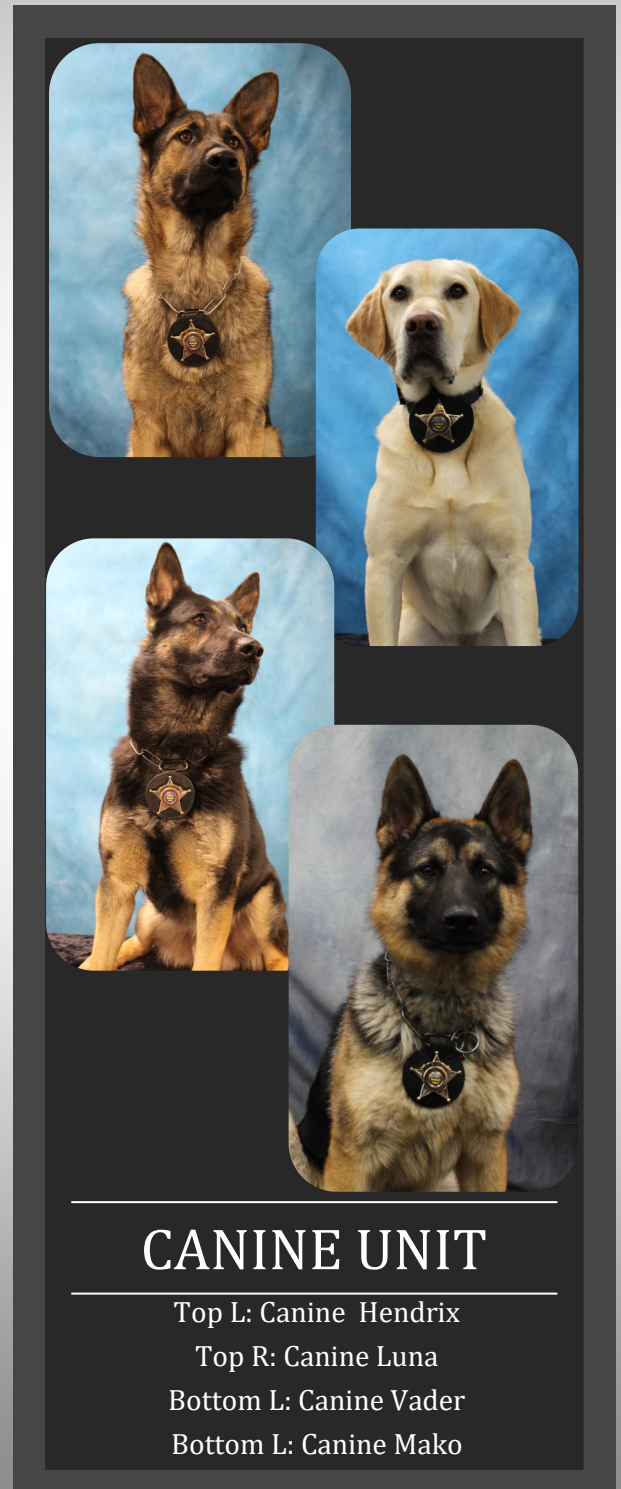 CANINE UNIT
Top L: Canine  Hendrix
Top R: Canine Luna
Bottom L: Canine Vader
Bottom L: Canine Mako